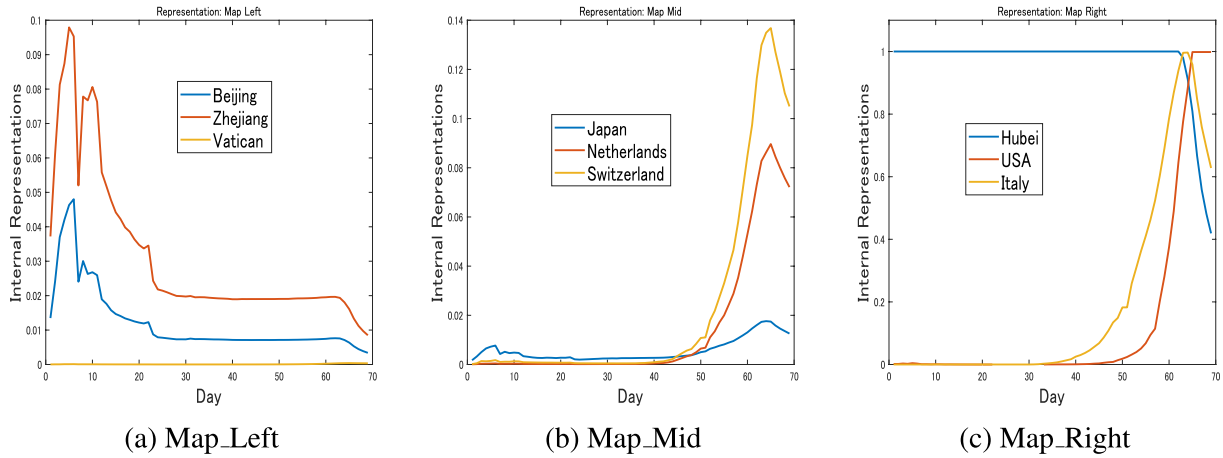 Representation: Map Left
Internal Representations
0.1
0.09
0.08
0.07
0.06
0.05
0.04
0.03
0.02
0.01
0
Beijing
Zhejiang
Vatican
0 10 20 30 40 50 60 70
Day
(a) Map_Left
Representation: Map Mid
Internal Representations
0.14
0.12
0.1
0.08
0.06
0.04
0.02
0
Japan
Netherlands
Switzerland
0 10 20 30 40 50 60 70
Day
(b) Map_Mid
Representation: Map Right
Internal Representations
1
0.8
0.6
0.4
0.2
0
Hubei
USA
Italy
0 10 20 30 40 50 60 70
Day
(c) Map_Right